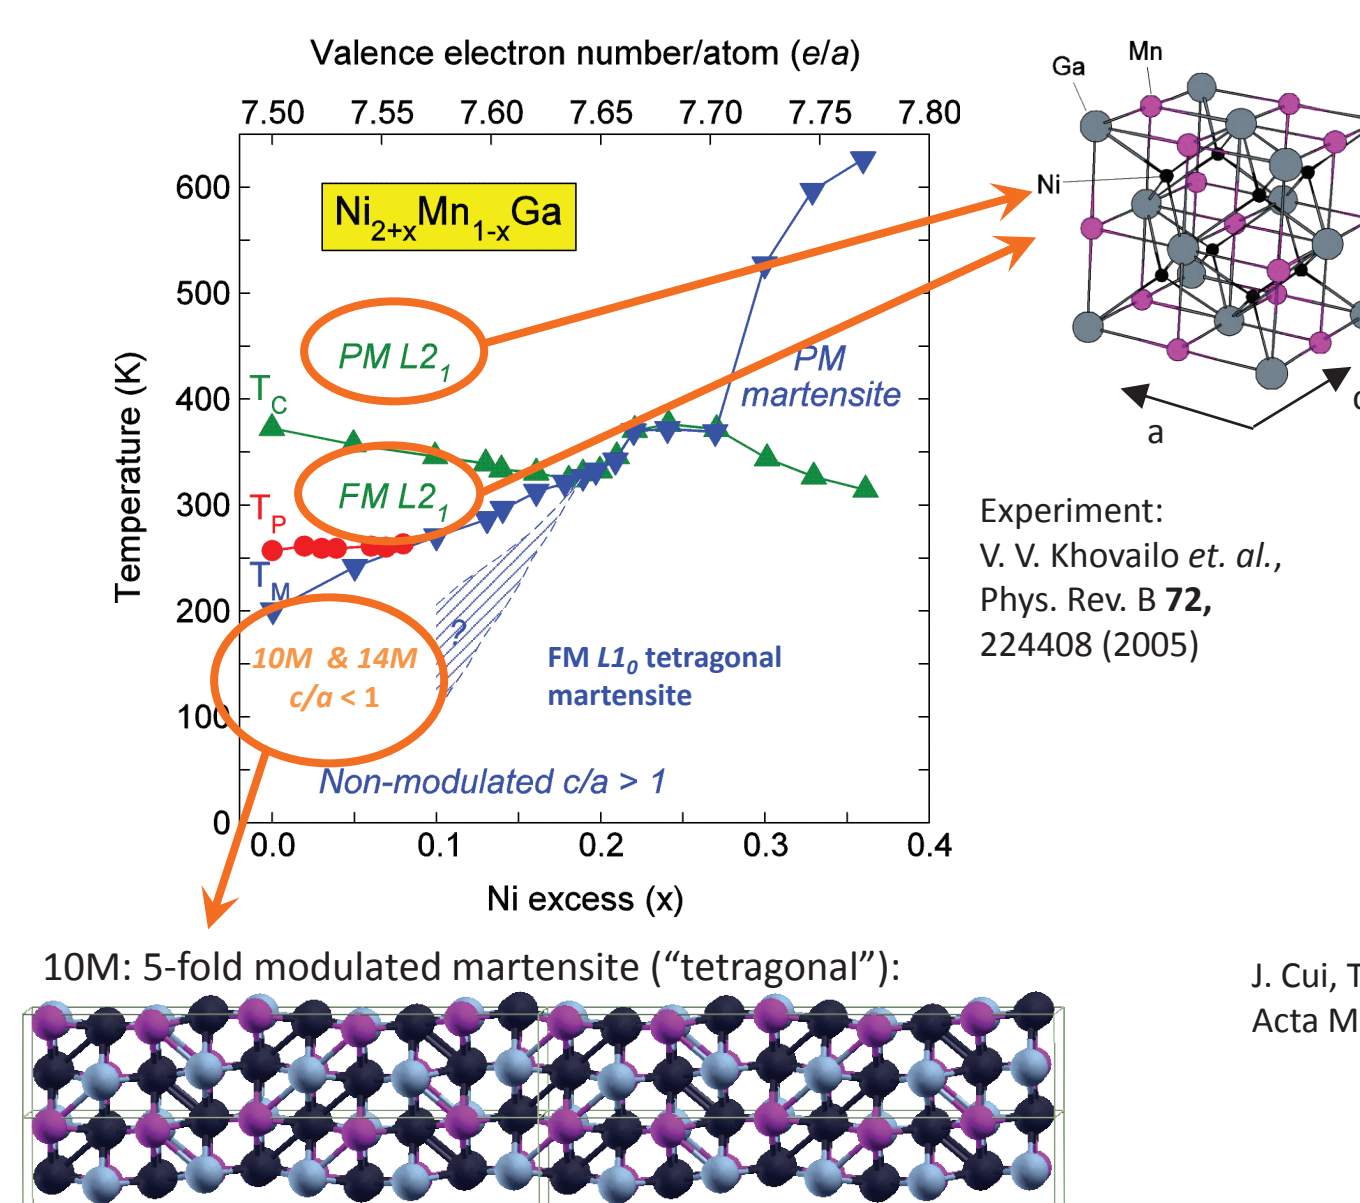 Valence electron number/atom (e/a)
7.50 7.55 7.60 7.65 7.70 7.75 7.80
600
500
400
300
200
100
0
Temperature (K)
Ni2+xMn1-xGa
PM L21
FM L21
TC
TP
TM
PM
martensite
?
10M & 14M
c/a < 1
FM L10 tetragonal
martensite
Non-modulated c/a > 1
0.0 0.1 0.2 0.3 0.4
Ni excess (x)
Ga
Mn
Ni
a
Experiment:
V. V. Khovailo et. al.,
Phys. Rev. B 72,
224408 (2005)
10M: 5-fold modulated martensite (“tetragonal”):
J. Cui, T
Acta M